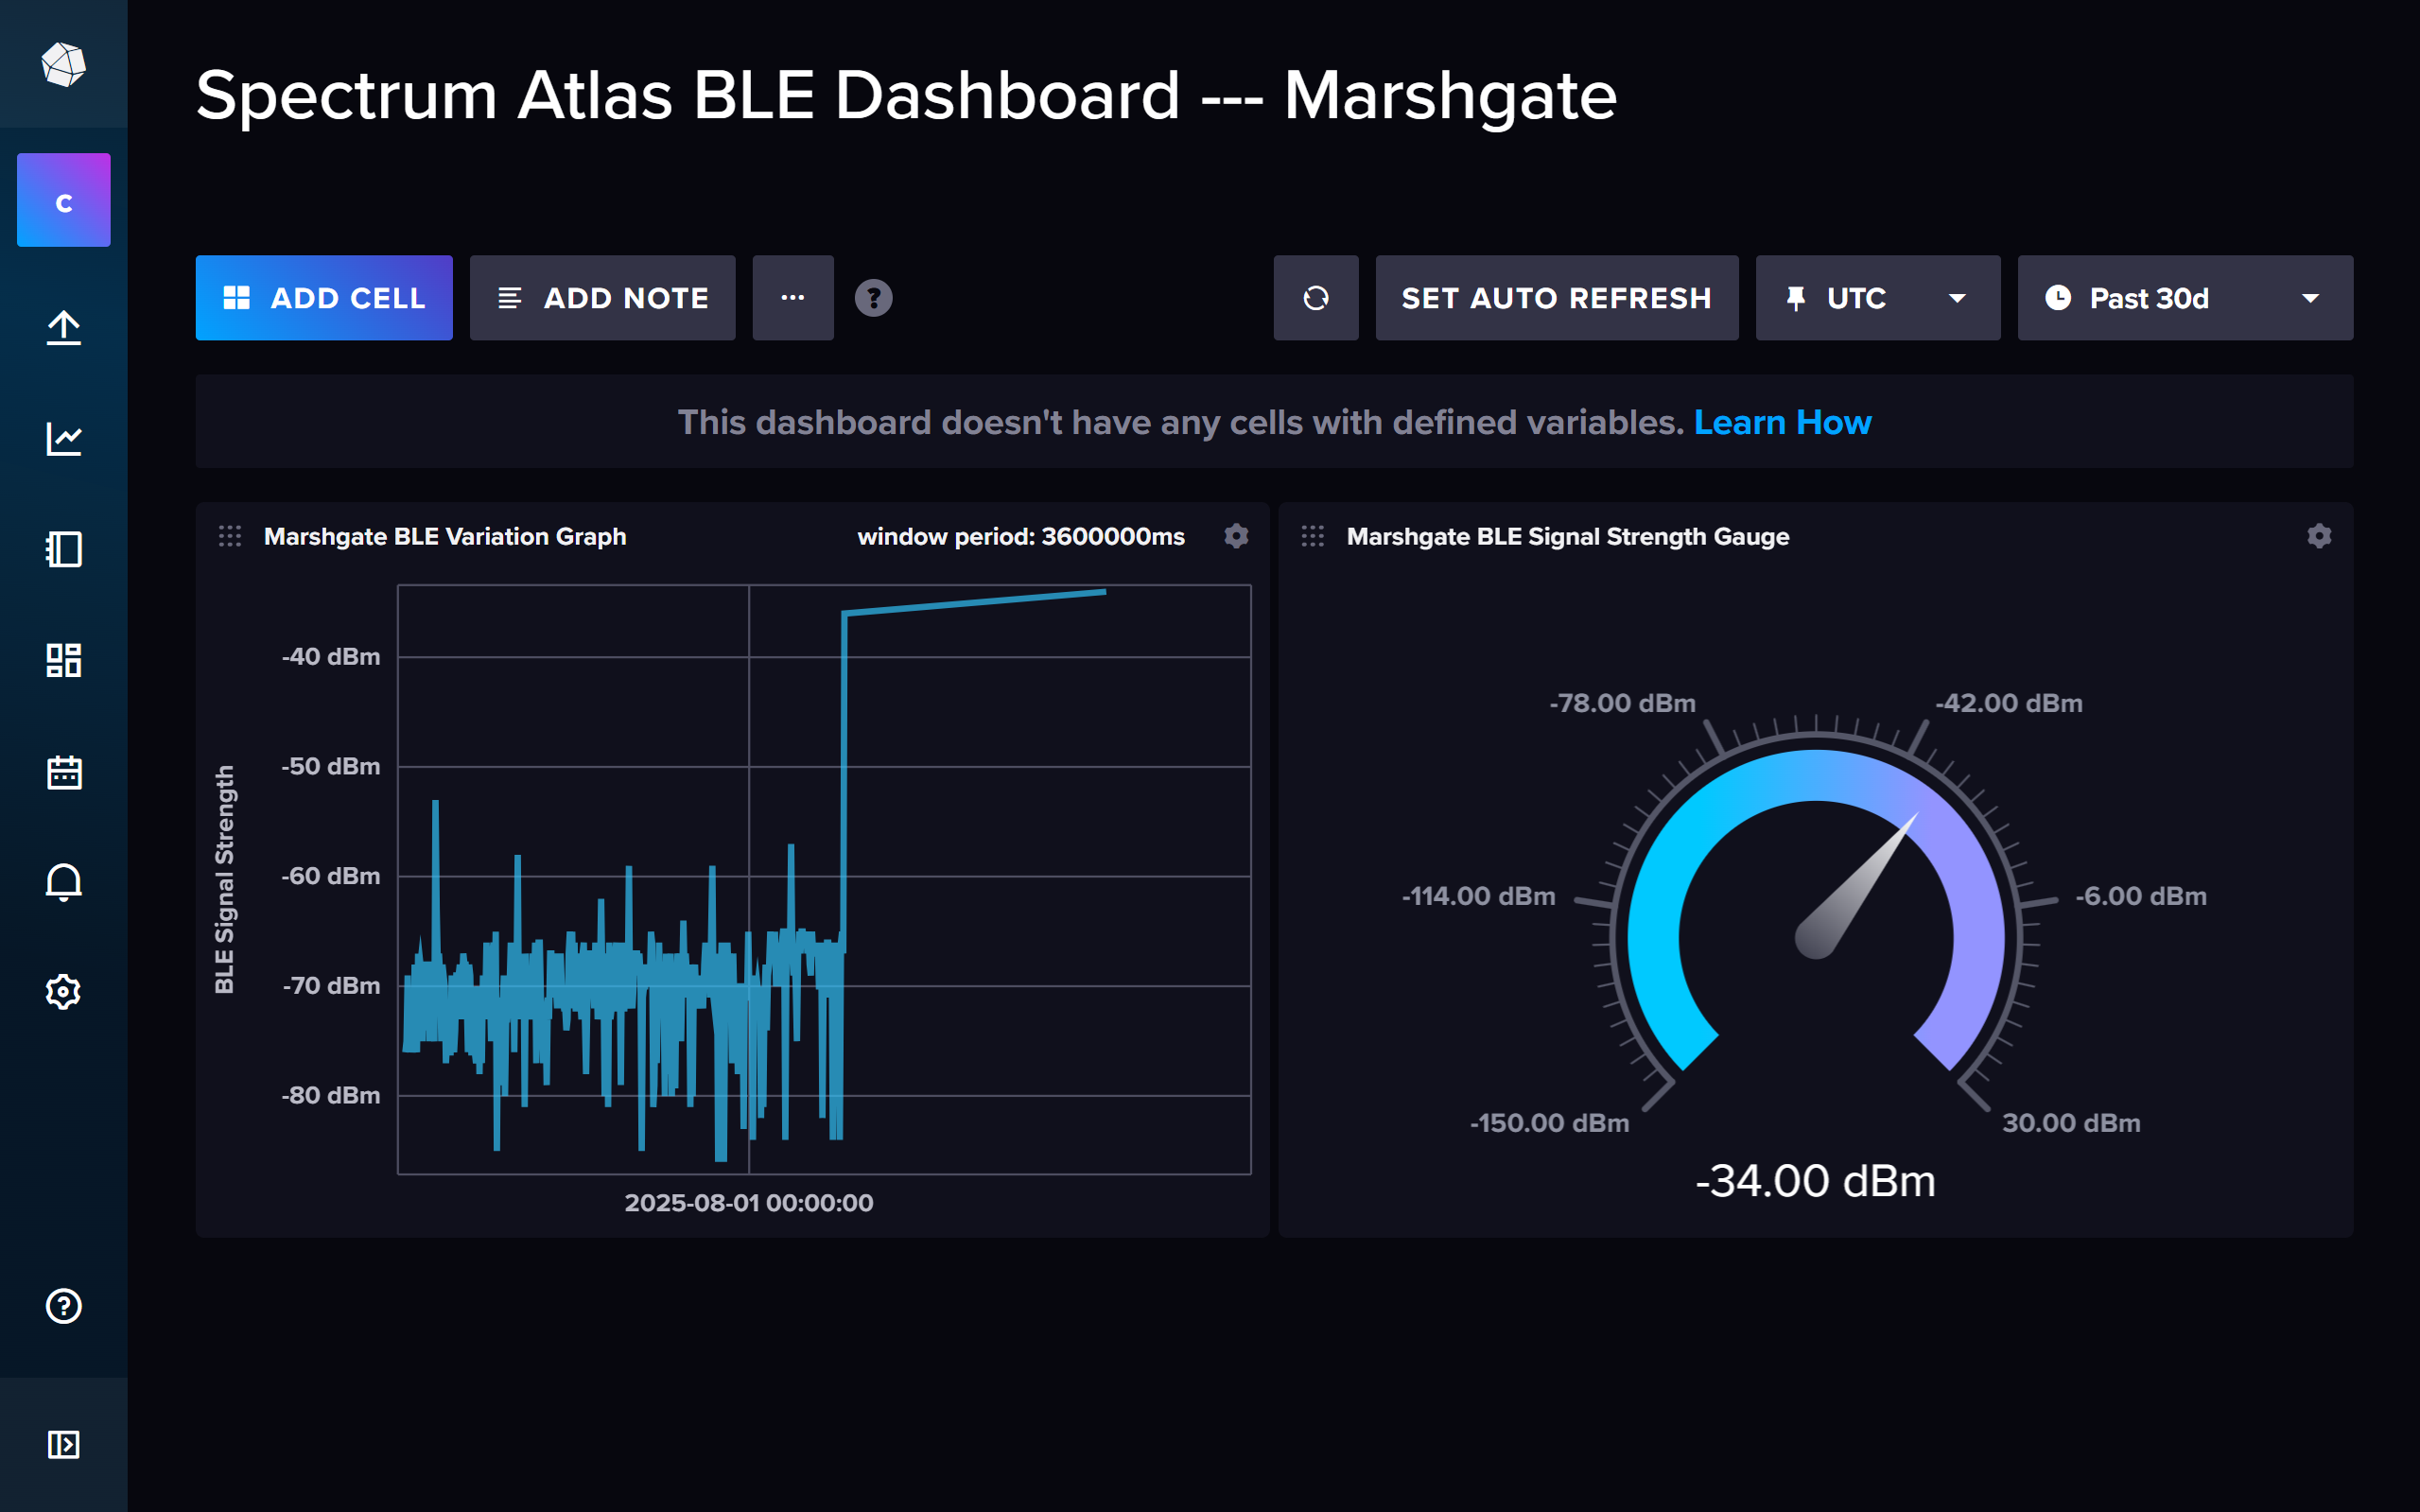 Spectrum Atlas BLE Dashboard --- Marshgate
C
ADD CELL
ADD NOTE
...
?
SET AUTO REFRESH
UTC
Past 30d
This dashboard doesn't have any cells with defined variables. Learn How
Marshgate BLE Variation Graph
window period: 3600000ms
BLE Signal Strength
-40 dBm
-50 dBm
-60 dBm
-70 dBm
-80 dBm
2025-08-01 00:00:00
Marshgate BLE Signal Strength Gauge
-78.00 dBm
-42.00 dBm
-114.00 dBm
-6.00 dBm
-150.00 dBm
30.00 dBm
-34.00 dBm
?